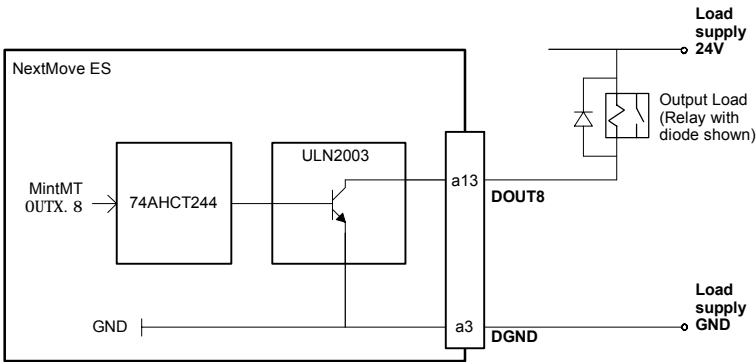 Load
supply
24V
NextMove ES
Output Load
(Relay with
diode shown)
ULN2003
MintMT
OUTX. 8
74AHCT244
a13
DOUT8
Load
supply
GND
GND
a3
DGND